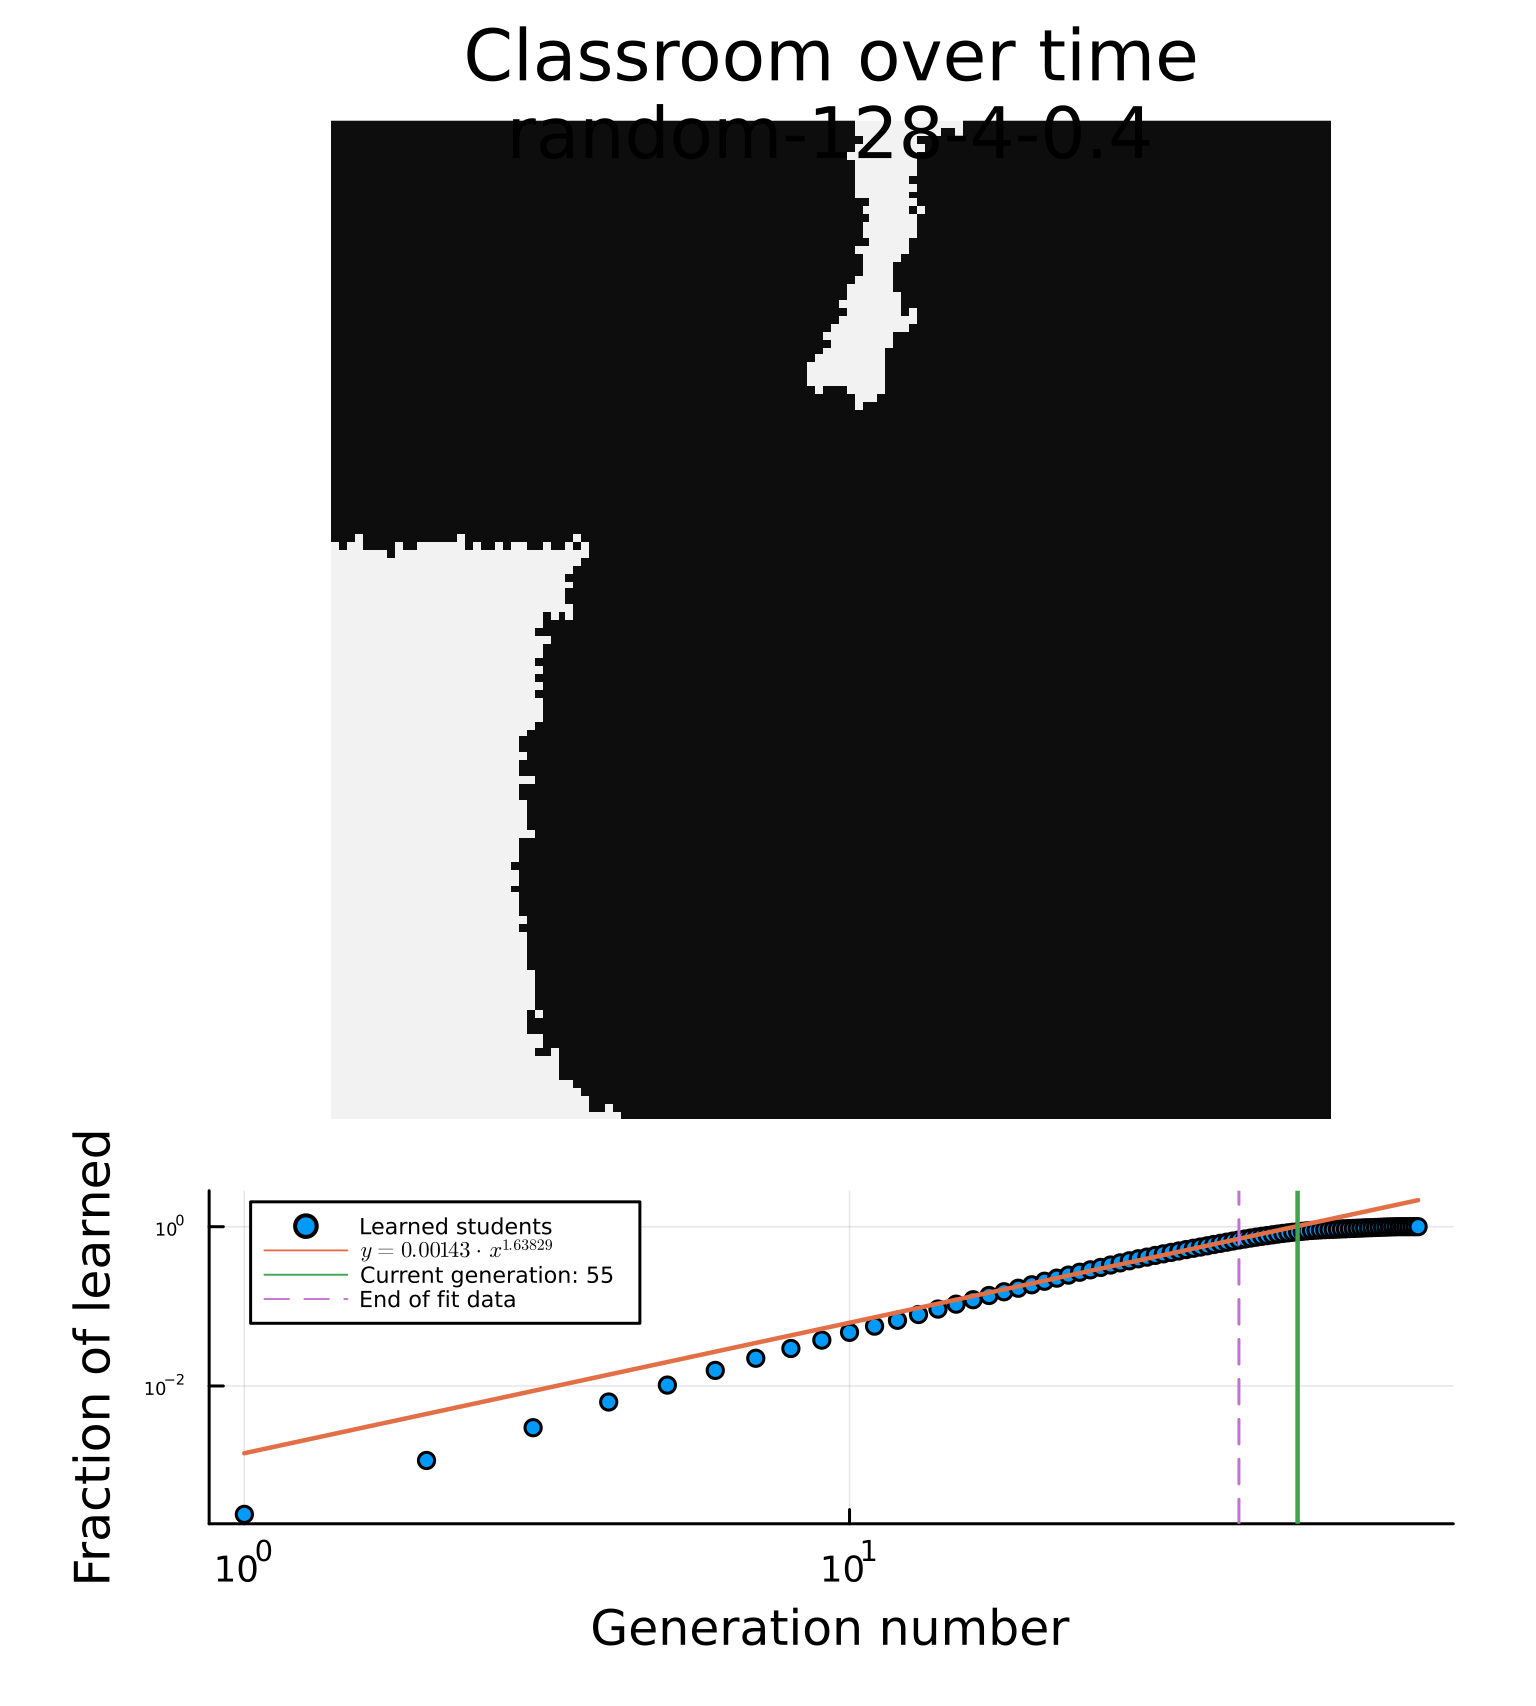 Classroom over time
random-128-4-0.4
Fraction of learned
10⁰
10⁻²
Learned students
y = 0.00143 · x^1.63829
Current generation: 55
End of fit data
10⁰
10¹
Generation number